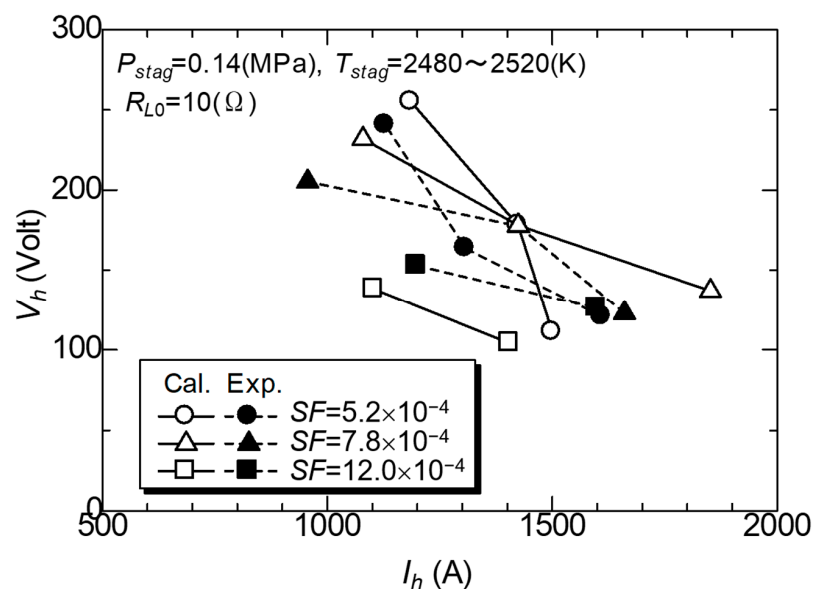 300
P_stag=0.14(MPa), T_stag=2480～2520(K)
R_L0=10(Ω)
200
V_h (Volt)
100
Cal. Exp.
SF=5.2×10⁻⁴
SF=7.8×10⁻⁴
SF=12.0×10⁻⁴
0
500 1000 1500 2000
I_h (A)